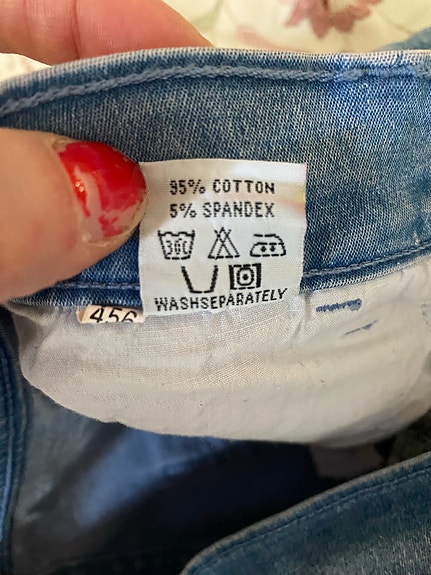 95% COTTON
5% SPANDEX
30
WASHSEPARATELY
456